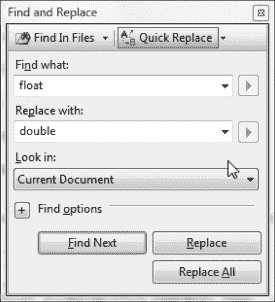 Find and Replace
Find In Files Quick Replace
Find what:
float
Replace with:
double
Look in:
Current Document
Find options
Find Next Replace
Replace All